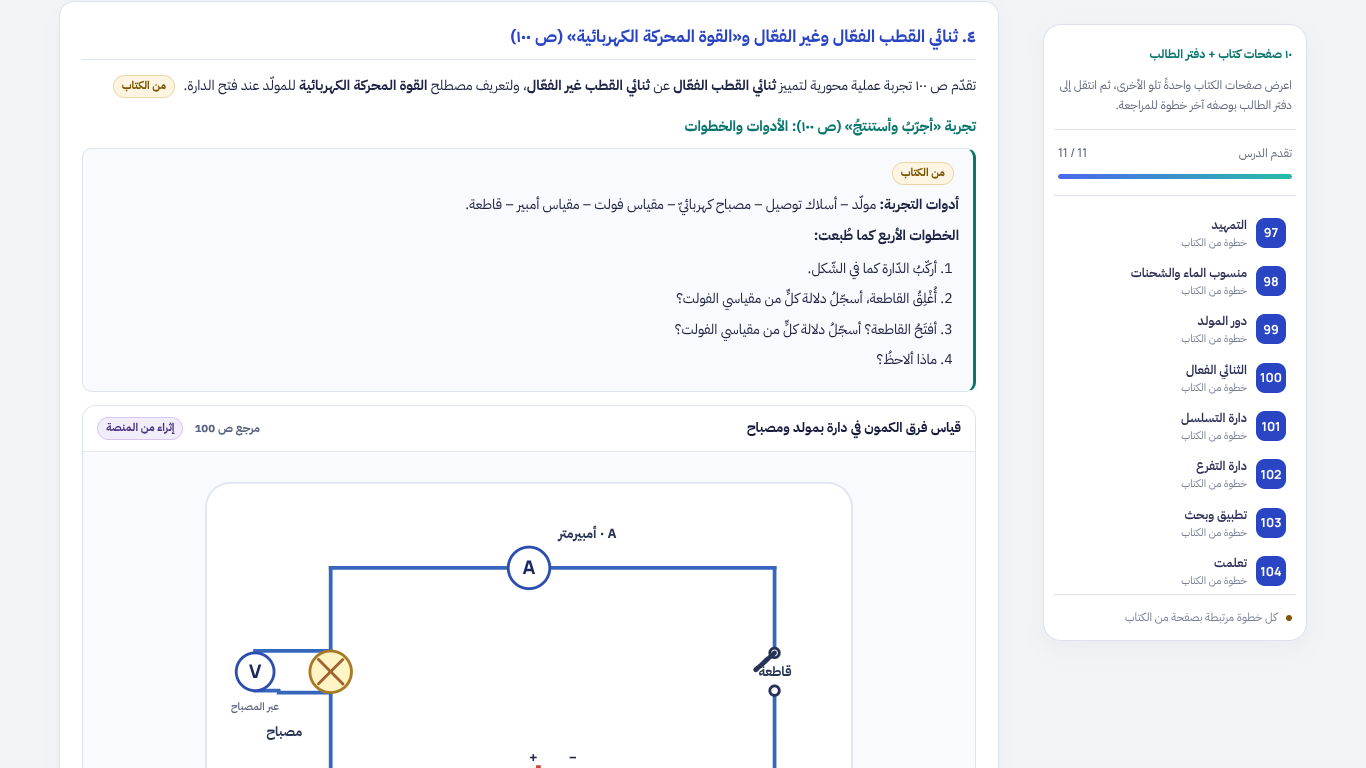 ١٠ صفحات كتاب + دفتر الطالب
اعرض صفحات الكتاب واحدةً تلو الأخرى، ثم انتقل إلى
دفتر الطالب بوصفه آخر خطوة للمراجعة.
تقدم الدرس 11 / 11
97 التمهيد
خطوة من الكتاب
98 منسوب الماء والشحنات
خطوة من الكتاب
99 دور المولد
خطوة من الكتاب
100 الثنائي الفعال
خطوة من الكتاب
101 دارة التسلسل
خطوة من الكتاب
102 دارة التفرع
خطوة من الكتاب
103 تطبيق وبحث
خطوة من الكتاب
104 تعلمت
خطوة من الكتاب
كل خطوة مرتبطة بصفحة من الكتاب
٤. ثنائي القطب الفعّال وغير الفعّال و«القوة المحركة الكهربائية» (ص ١٠٠)
تقدّم ص ١٠٠ تجربة عملية محورية لتمييز ثنائي القطب الفعّال عن ثنائي القطب غير الفعّال، ولتعريف مصطلح القوة المحركة الكهربائية للمولّد عند فتح الدارة. من الكتاب
تجربة «أجرّبُ وأستنتجُ» (ص ١٠٠): الأدوات والخطوات
من الكتاب
أدوات التجربة: مولّد – أسلاك توصيل – مصباح كهربائيّ – مقياس فولت – مقياس أمبير – قاطعة.
الخطوات الأربع كما طُبعت:
1. أركّبُ الدّارة كما في الشّكل.
2. أُغْلِقُ القاطعة، أسجّلُ دلالة كلٍّ من مقياسي الفولت؟
3. أفتَحُ القاطعة؟ أسجّلُ دلالة كلٍّ من مقياسي الفولت؟
4. ماذا ألاحظُ؟
قياس فرق الكمون في دارة بمولد ومصباح مرجع ص 100 إثراء من المنصة
A · أمبيرمتر
A
V
قاطعة
عبر المصباح
مصباح
+ −